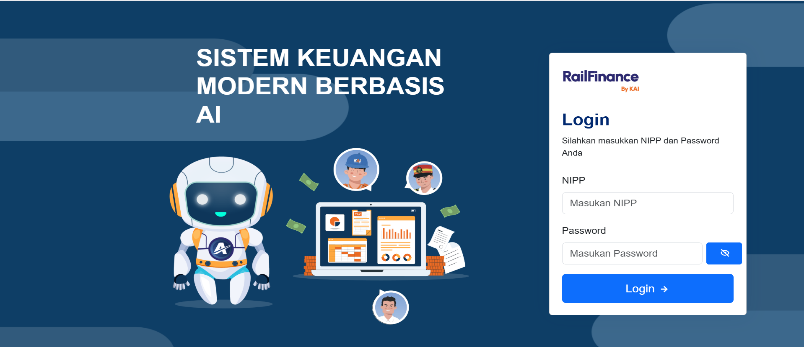 SISTEM KEUANGAN
MODERN BERBASIS
AI
RailFinance
By KAI
Login
Silahkan masukkan NIPP dan Password
Anda
NIPP
Masukan NIPP
Password
Masukan Password
Login →